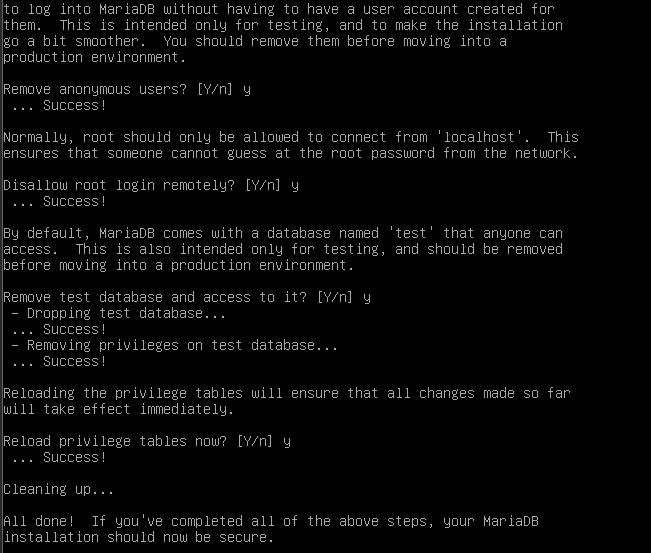 to log into MariaDB without having to have a user account created for
them.  This is intended only for testing, and to make the installation
go a bit smoother.  You should remove them before moving into a
production environment.
Remove anonymous users? [Y/n] y
 ... Success!
Normally, root should only be allowed to connect from 'localhost'.  This
ensures that someone cannot guess at the root password from the network.
Disallow root login remotely? [Y/n] y
 ... Success!
By default, MariaDB comes with a database named 'test' that anyone can
access.  This is also intended only for testing, and should be removed
before moving into a production environment.
Remove test database and access to it? [Y/n] y
 - Dropping test database...
 ... Success!
 - Removing privileges on test database...
 ... Success!
Reloading the privilege tables will ensure that all changes made so far
will take effect immediately.
Reload privilege tables now? [Y/n] y
 ... Success!
Cleaning up...
All done!  If you've completed all of the above steps, your MariaDB
installation should now be secure.